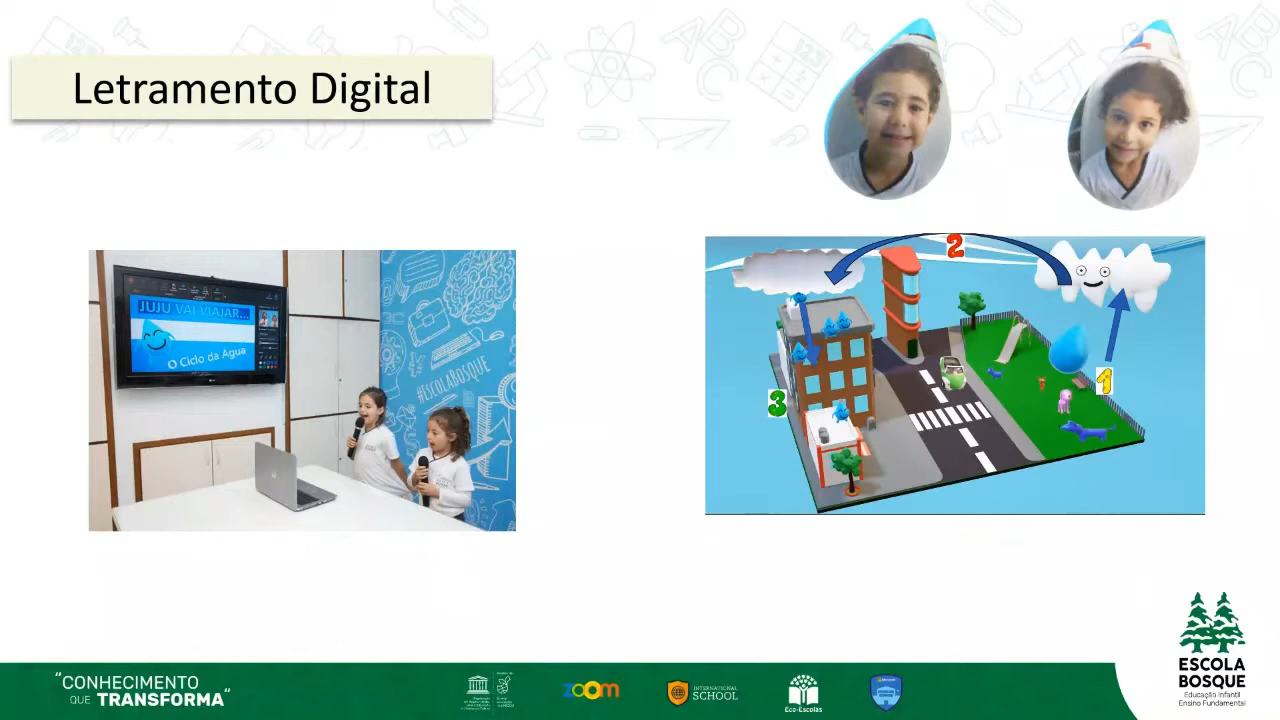 Letramento Digital
JUJU VAI VIAJAR...
O Ciclo da Água
#ESCOLABOSQUE
2
3
1
"CONHECIMENTO
QUE TRANSFORMA"
zoom
INTERNATIONAL
SCHOOL
Eco-Escolas
ESCOLA
BOSQUE
Educação Infantil
Ensino Fundamental